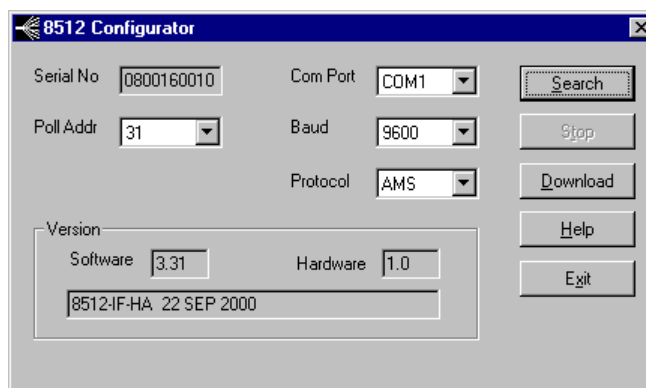 8512 Configurator
Serial No 0800160010 Com Port COM1 Search
Poll Addr 31 Baud 9600 Stop
Protocol AMS Download
Version Help
Software 3.31 Hardware 1.0 Exit
8512-IF-HA 22 SEP 2000